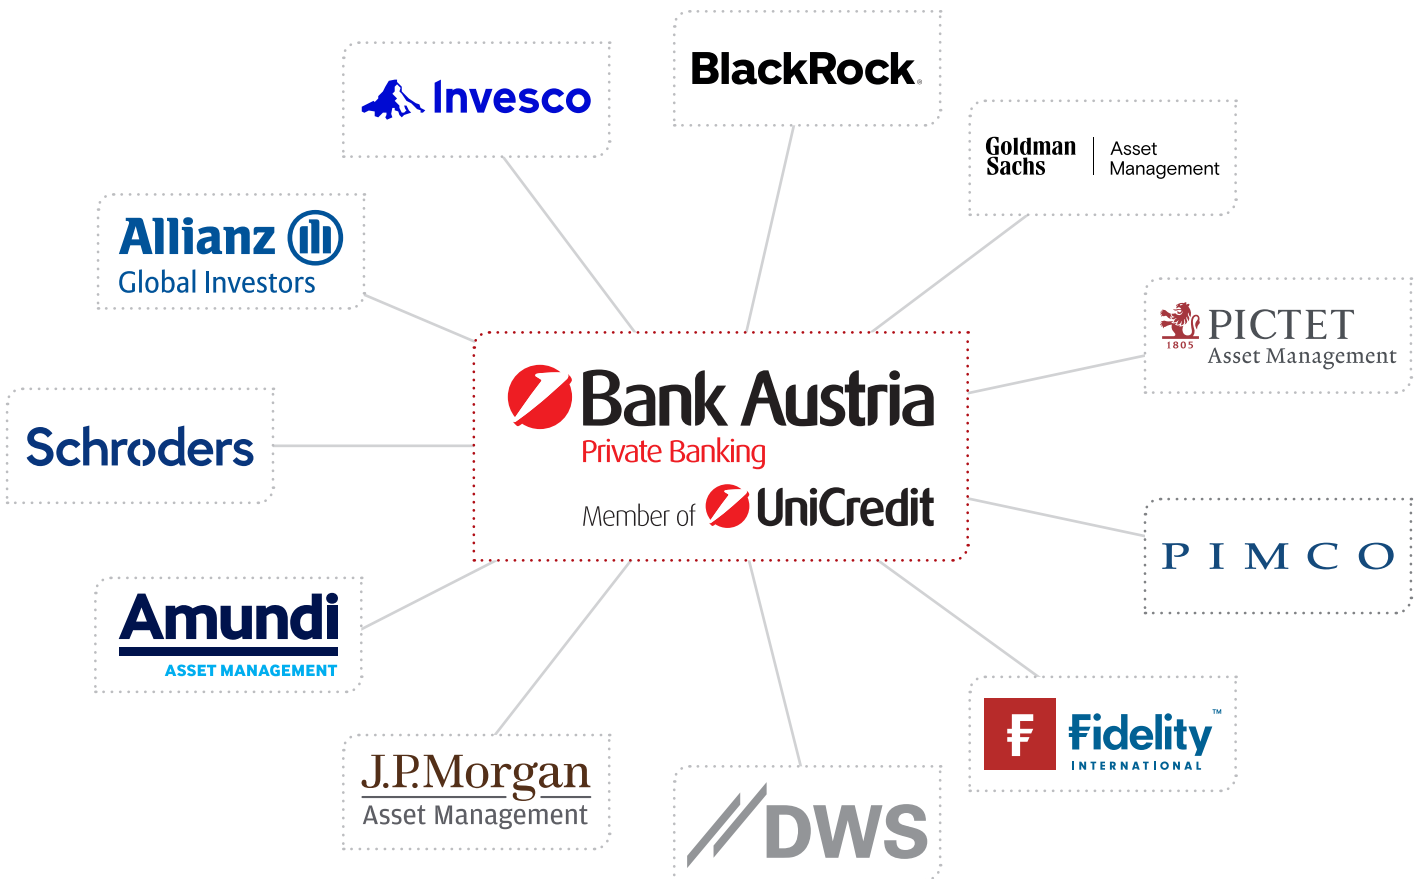 BlackRock®
Invesco
Goldman Sachs
Asset Management
Allianz
Global Investors
PICTET
1805
Asset Management
Bank Austria
Private Banking
Member of UniCredit
Schroders
PIMCO
Amundi
ASSET MANAGEMENT
Fidelity™
INTERNATIONAL
J.P.Morgan
Asset Management
DWS